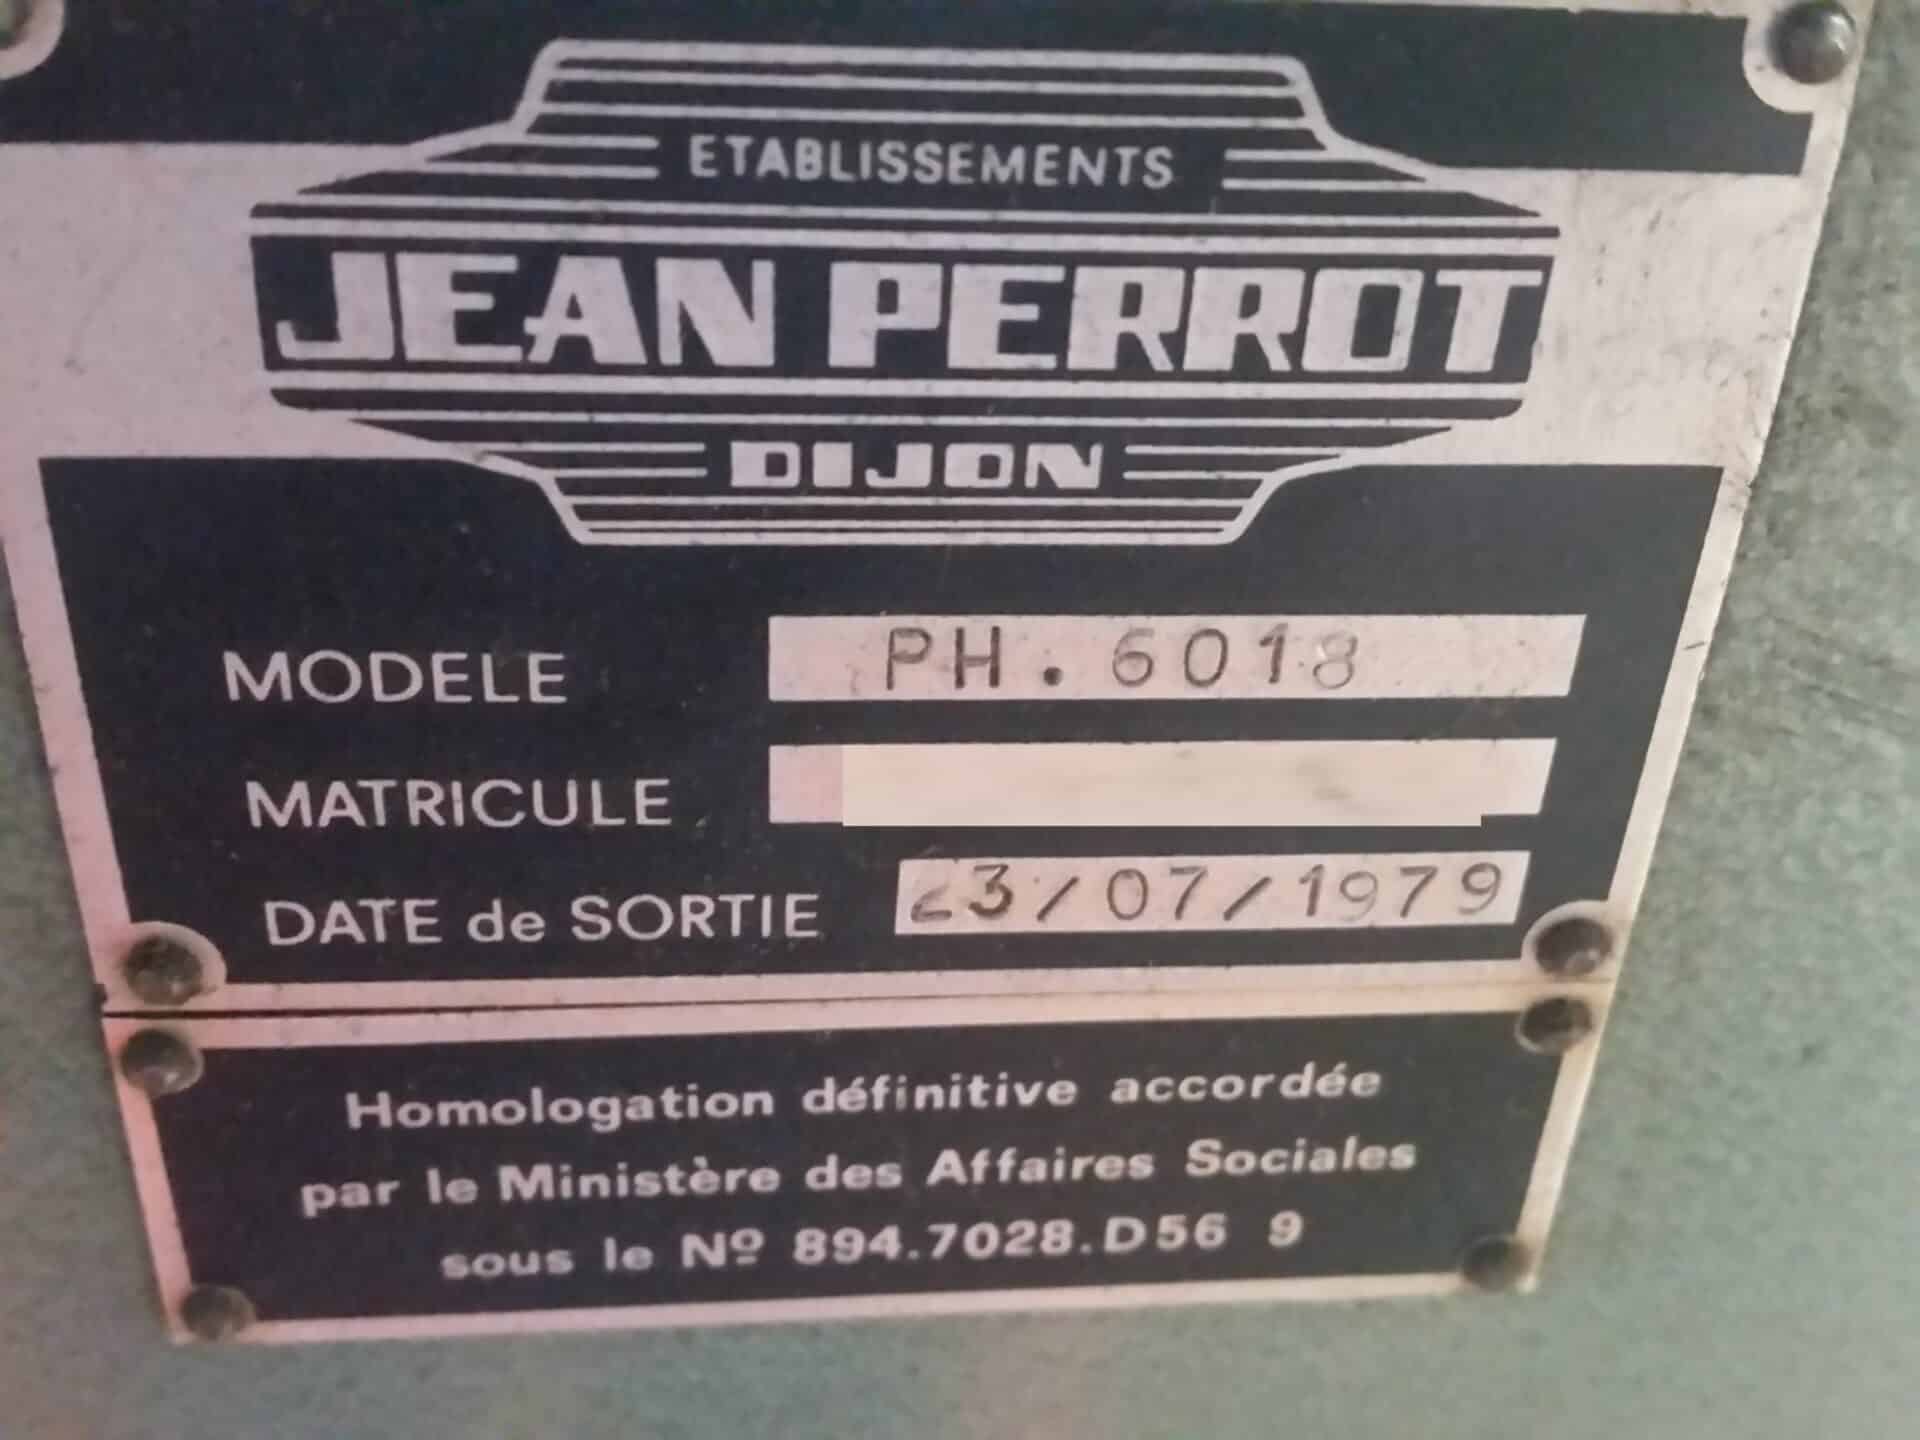 ETABLISSEMENTS
JEAN PERROT
DIJON
MODELE PH. 6018
MATRICULE
DATE de SORTIE 23/07/1979
Homologation définitive accordée
par le Ministère des Affaires Sociales
sous le Nº 894.7028.D56 9